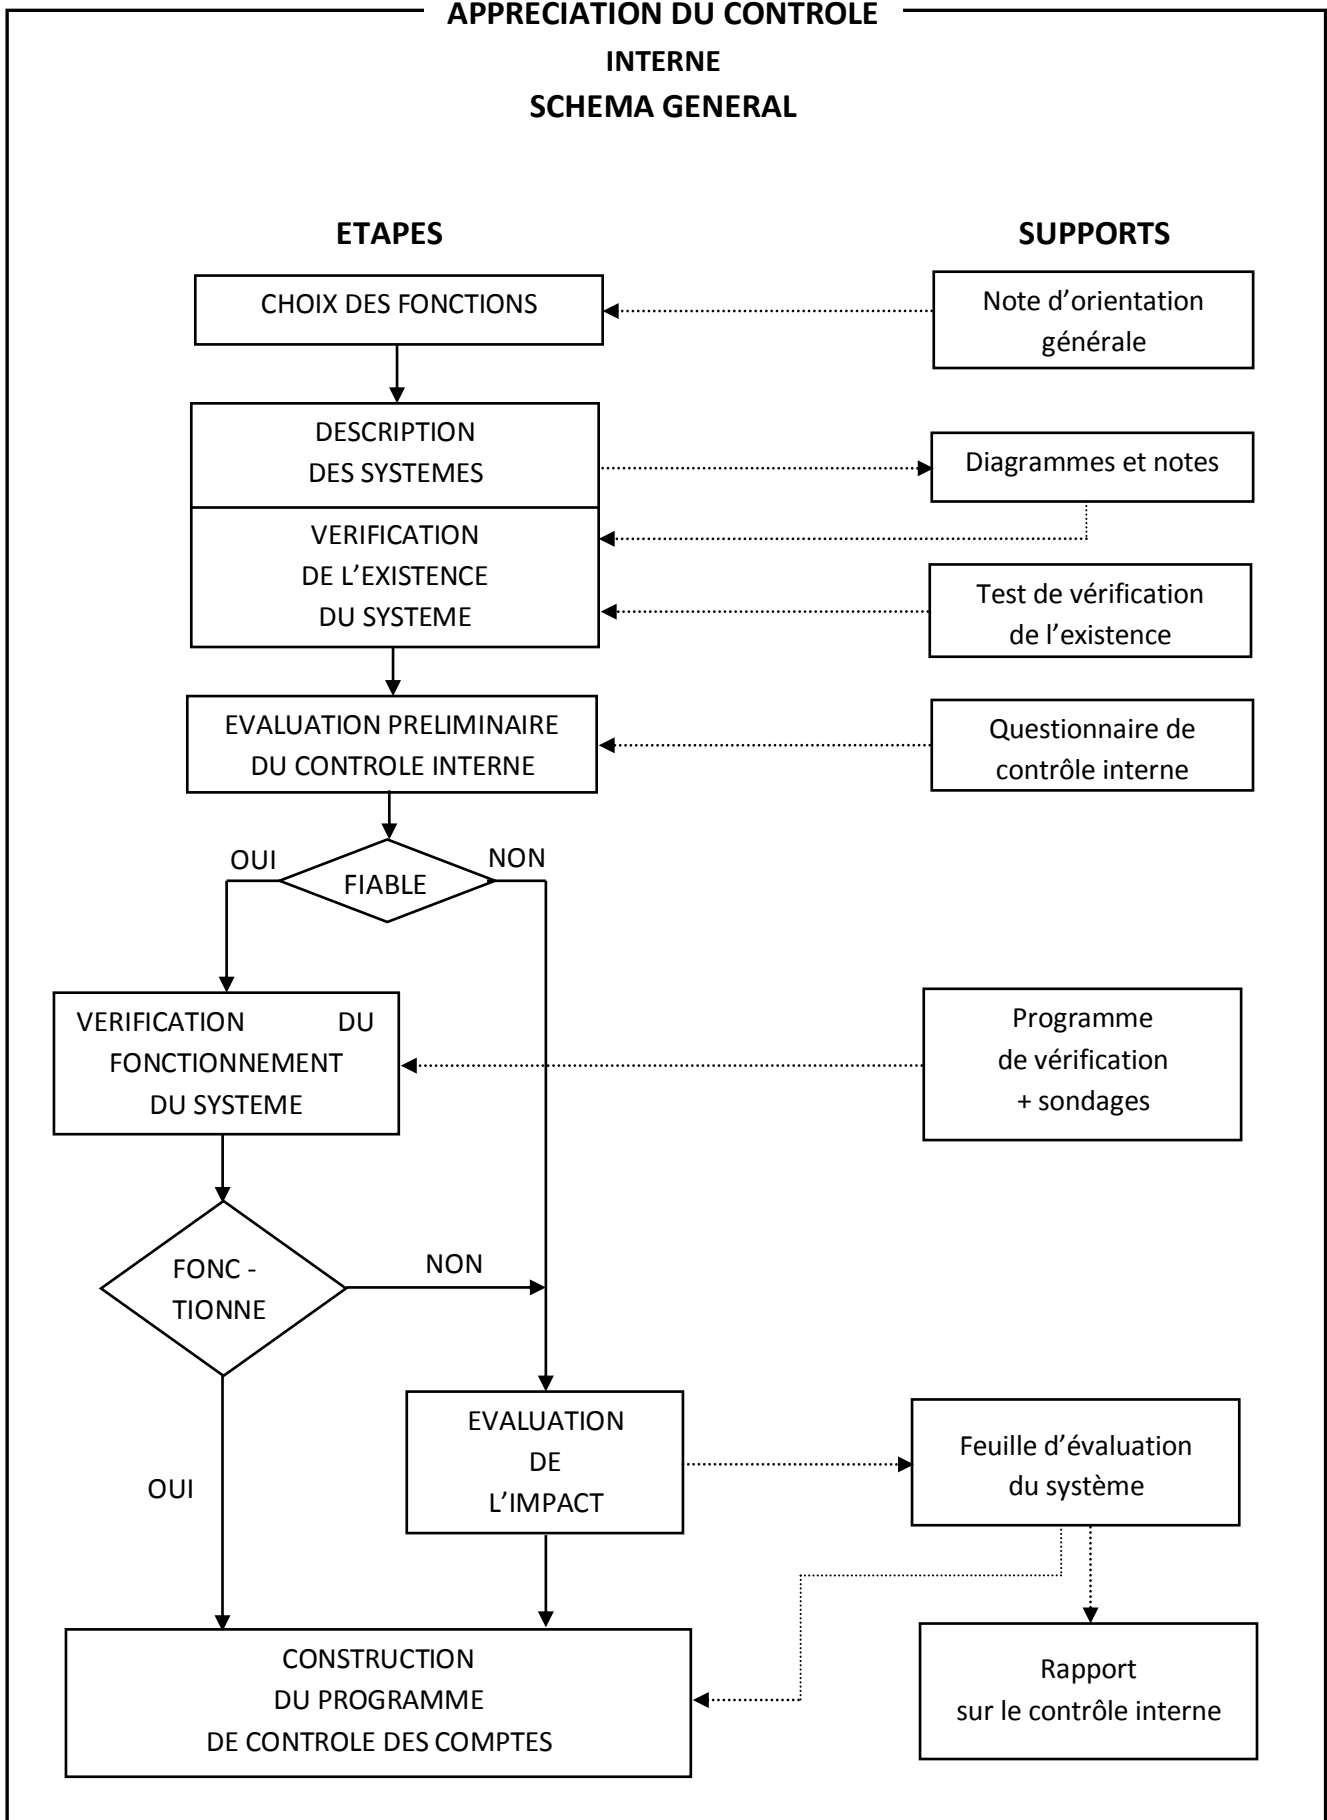 APPRECIATION DU CONTROLE
INTERNE
SCHEMA GENERAL
ETAPES
SUPPORTS
CHOIX DES FONCTIONS
Note d’orientation
générale
DESCRIPTION
DES SYSTEMES
Diagrammes et notes
VERIFICATION
DE L’EXISTENCE
DU SYSTEME
Test de vérification
de l’existence
EVALUATION PRELIMINAIRE
DU CONTROLE INTERNE
Questionnaire de
contrôle interne
OUI
NON
FIABLE
VERIFICATION DU
FONCTIONNEMENT
DU SYSTEME
Programme
de vérification
+ sondages
FONC -
TIONNE
NON
OUI
EVALUATION
DE
L’IMPACT
Feuille d’évaluation
du système
CONSTRUCTION
DU PROGRAMME
DE CONTROLE DES COMPTES
Rapport
sur le contrôle interne